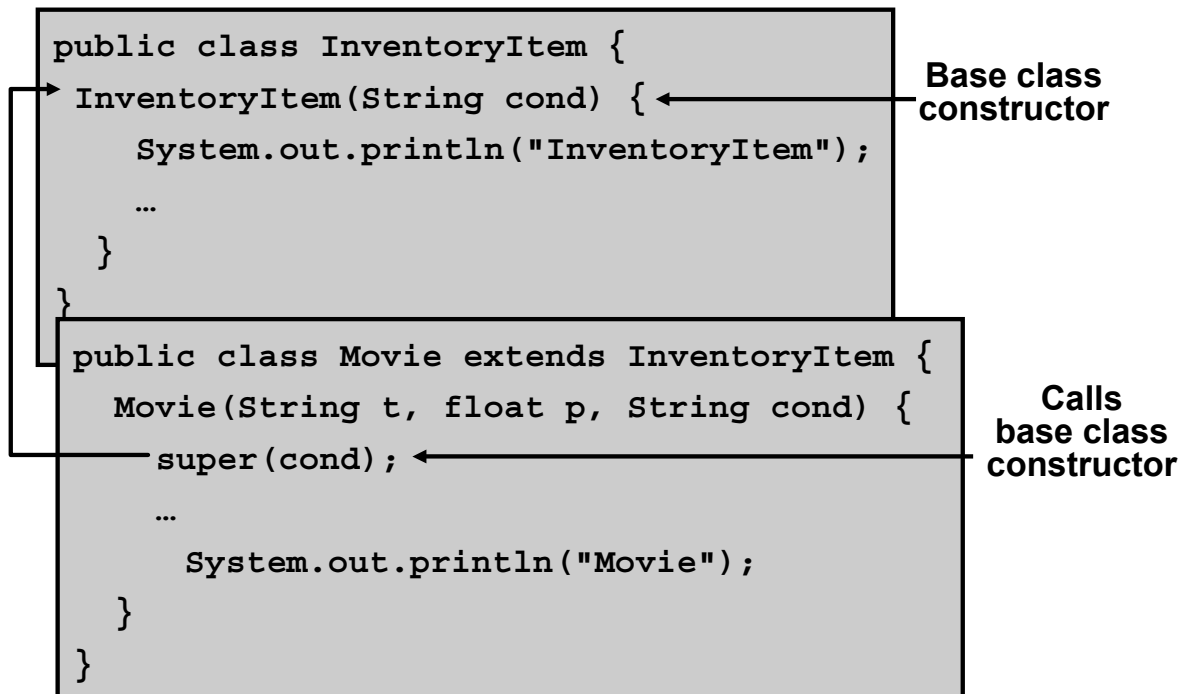 public class InventoryItem {
InventoryItem(String cond) {
System.out.println("InventoryItem");
…
}
}
Base class
constructor
public class Movie extends InventoryItem {
Movie(String t, float p, String cond) {
super(cond);
…
System.out.println("Movie");
}
}
Calls
base class
constructor